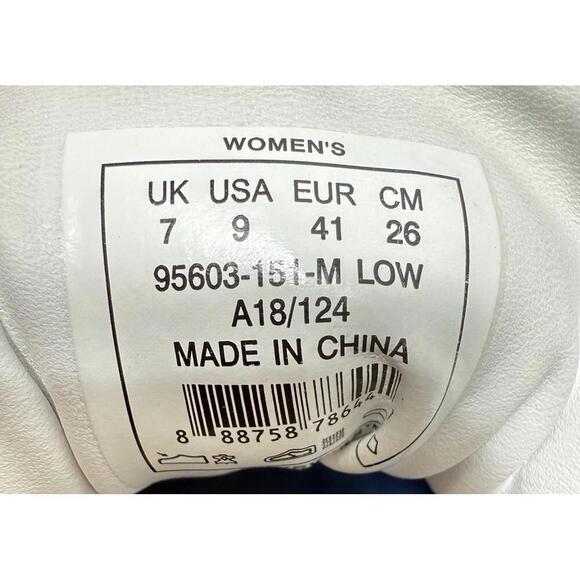 WOMEN'S
UK USA EUR CM
7 9 41 26
95603-151-M LOW
A18/124
MADE IN CHINA
8 88758 78644